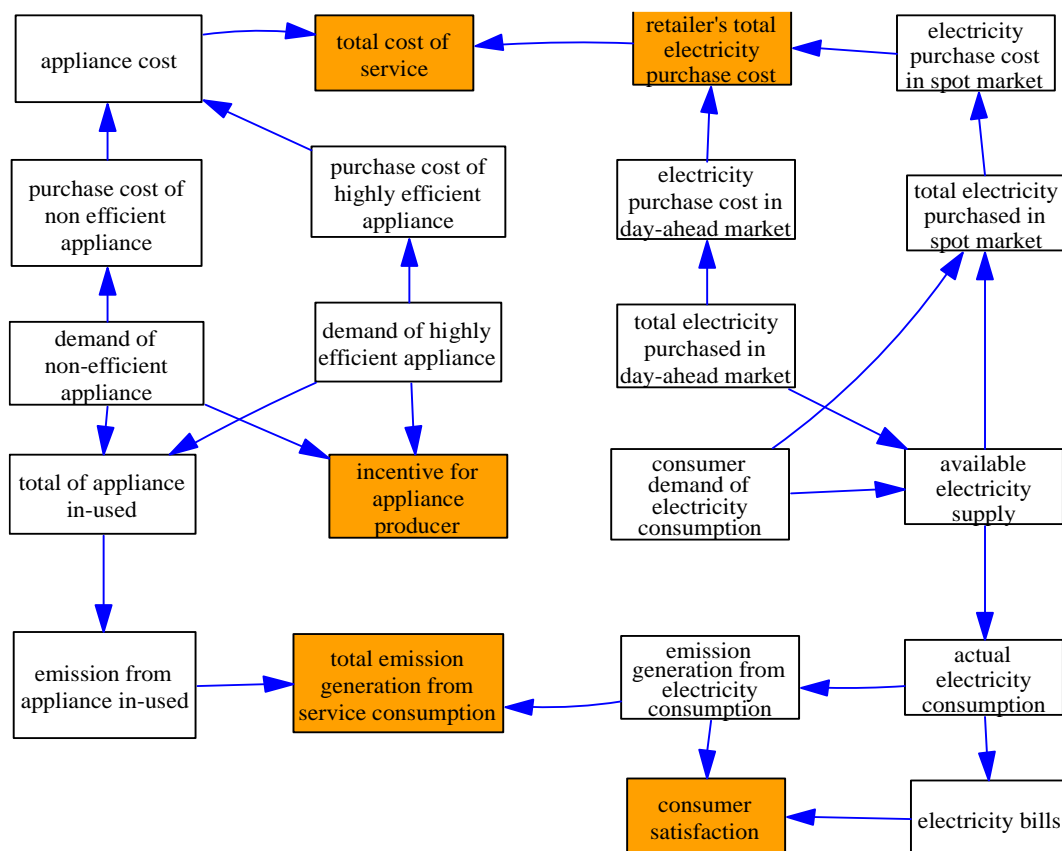 appliance cost
total cost of
service
retailer's total
electricity
purchase cost
electricity
purchase cost
in spot market
purchase cost of
non efficient
appliance
purchase cost of
highly efficient
appliance
electricity
purchase cost in
day-ahead market
total electricity
purchased in
spot market
demand of
non-efficient
appliance
demand of highly
efficient appliance
total electricity
purchased in
day-ahead market
total of appliance
in-used
incentive for
appliance
producer
consumer
demand of
electricity
consumption
available
electricity
supply
emission from
appliance in-used
total emission
generation from
service consumption
emission
generation from
electricity
consumption
actual
electricity
consumption
consumer
satisfaction
electricity bills